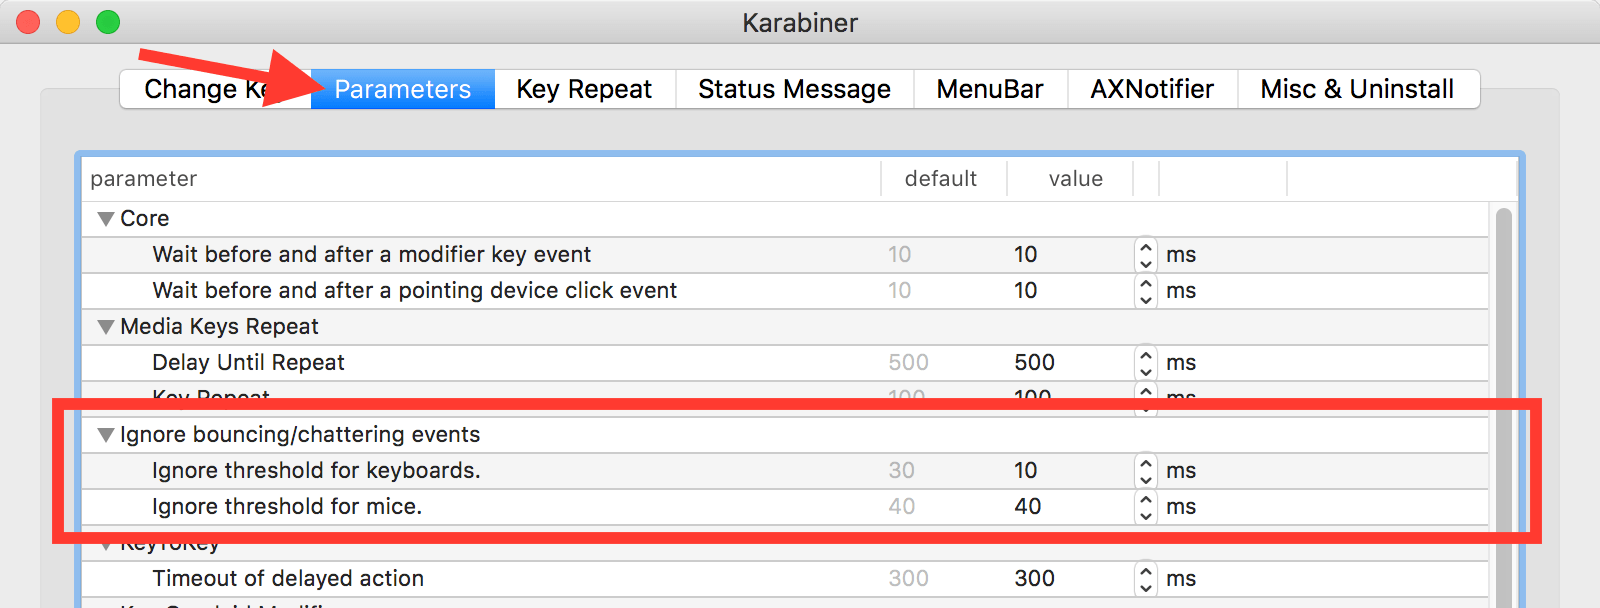 Karabiner
Change Parameters Key Repeat Status Message MenuBar AXNotifier Misc & Uninstall
parameter default value
Core
Wait before and after a modifier key event 10 10 ms
Wait before and after a pointing device click event 10 10 ms
Media Keys Repeat
Delay Until Repeat 500 500 ms
Key Repeat 100 100 ms
Ignore bouncing/chattering events
Ignore threshold for keyboards. 30 10 ms
Ignore threshold for mice. 40 40 ms
KeyToKey
Timeout of delayed action 300 300 ms